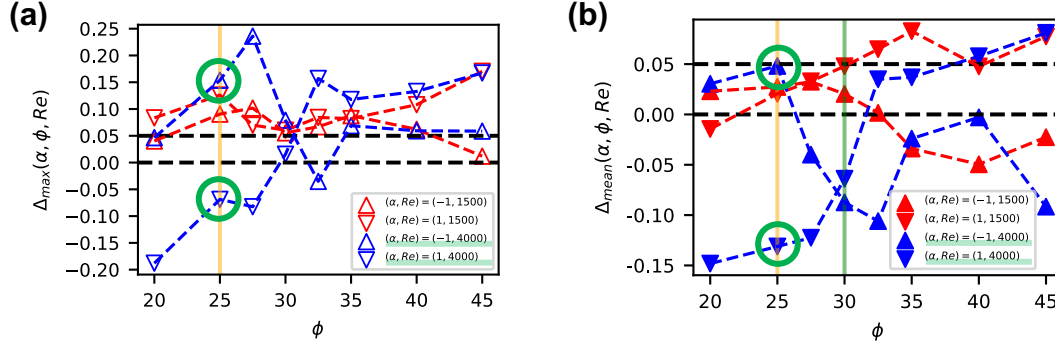 (a)
0.25
0.20
0.15
0.10
0.05
0.00
-0.05
-0.10
-0.15
-0.20
Δmax(α, ϕ, Re)
20 25 30 35 40 45
ϕ
(α, Re) = (−1, 1500)
(α, Re) = (1, 1500)
(α, Re) = (−1, 4000)
(α, Re) = (1, 4000)
(b)
0.05
0.00
-0.05
-0.10
-0.15
Δmean(α, ϕ, Re)
20 25 30 35 40 45
ϕ
(α, Re) = (−1, 1500)
(α, Re) = (1, 1500)
(α, Re) = (−1, 4000)
(α, Re) = (1, 4000)